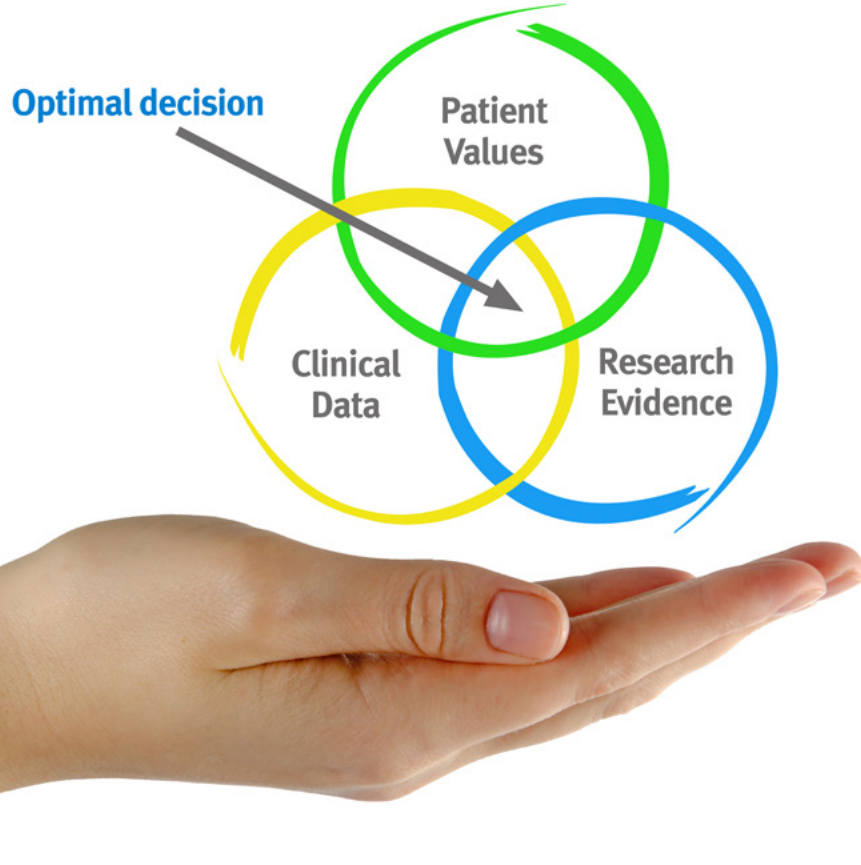 Optimal decision
Patient
Values
Clinical
Data
Research
Evidence